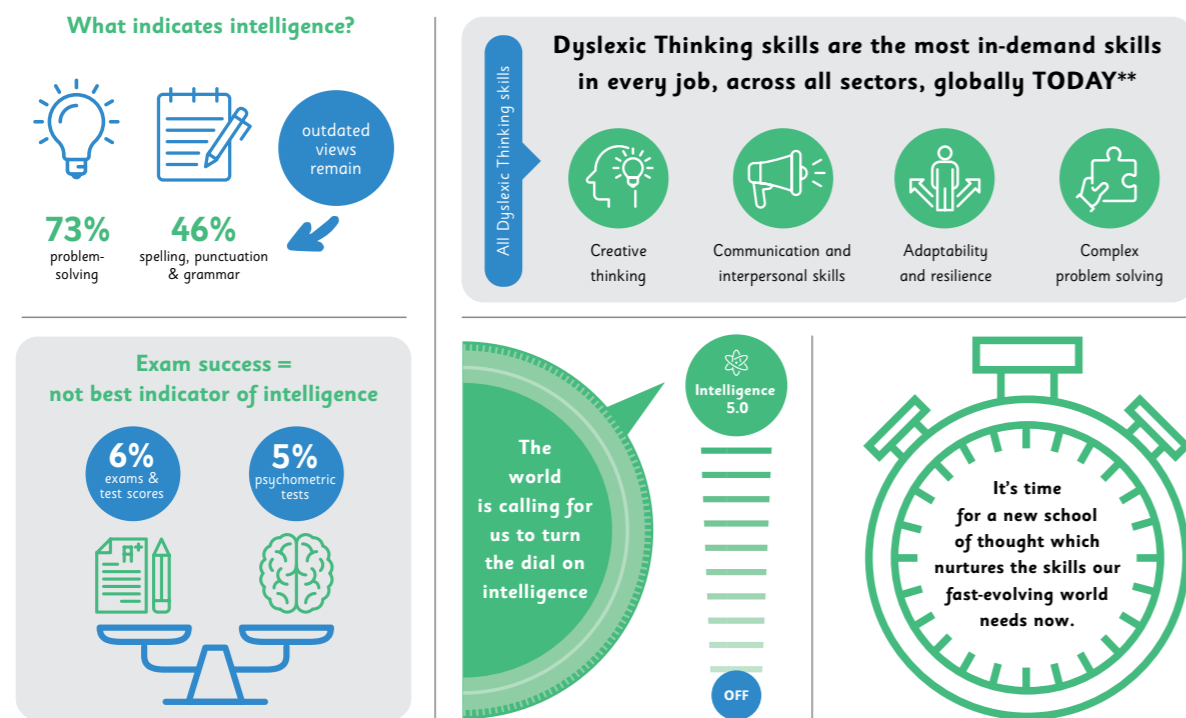 What indicates intelligence?
outdated
views
remain
73%
problem-
solving
46%
spelling, punctuation
& grammar
All Dyslexic Thinking skills
Dyslexic Thinking skills are the most in-demand skills
in every job, across all sectors, globally TODAY**
Creative
thinking
Communication and
interpersonal skills
Adaptability
and resilience
Complex
problem solving
Exam success =
not best indicator of intelligence
6%
exams &
test scores
5%
psychometric
tests
A+
The
world
is calling for
us to turn
the dial on
intelligence
Intelligence
5.0
OFF
It's time
for a new school
of thought which
nurtures the skills our
fast-evolving world
needs now.